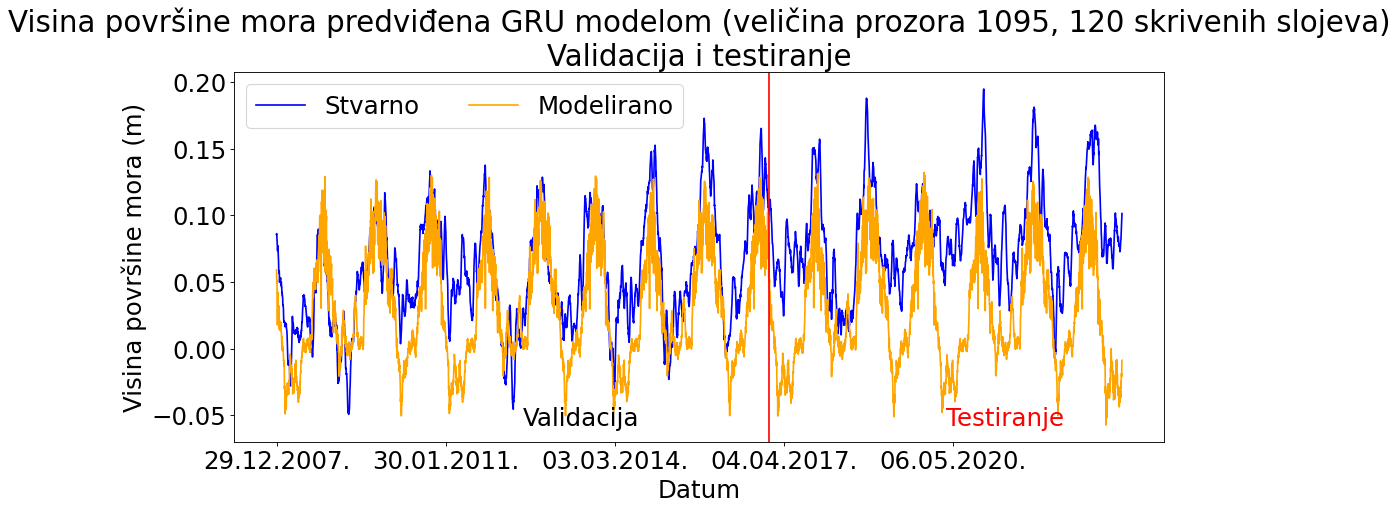 Visina površine mora predviđena GRU modelom (veličina prozora 1095, 120 skrivenih slojeva)
Validacija i testiranje
Stvarno
Modelirano
Visina površine mora (m)
0.20
0.15
0.10
0.05
0.00
−0.05
Validacija
Testiranje
29.12.2007.
30.01.2011.
03.03.2014.
04.04.2017.
06.05.2020.
Datum